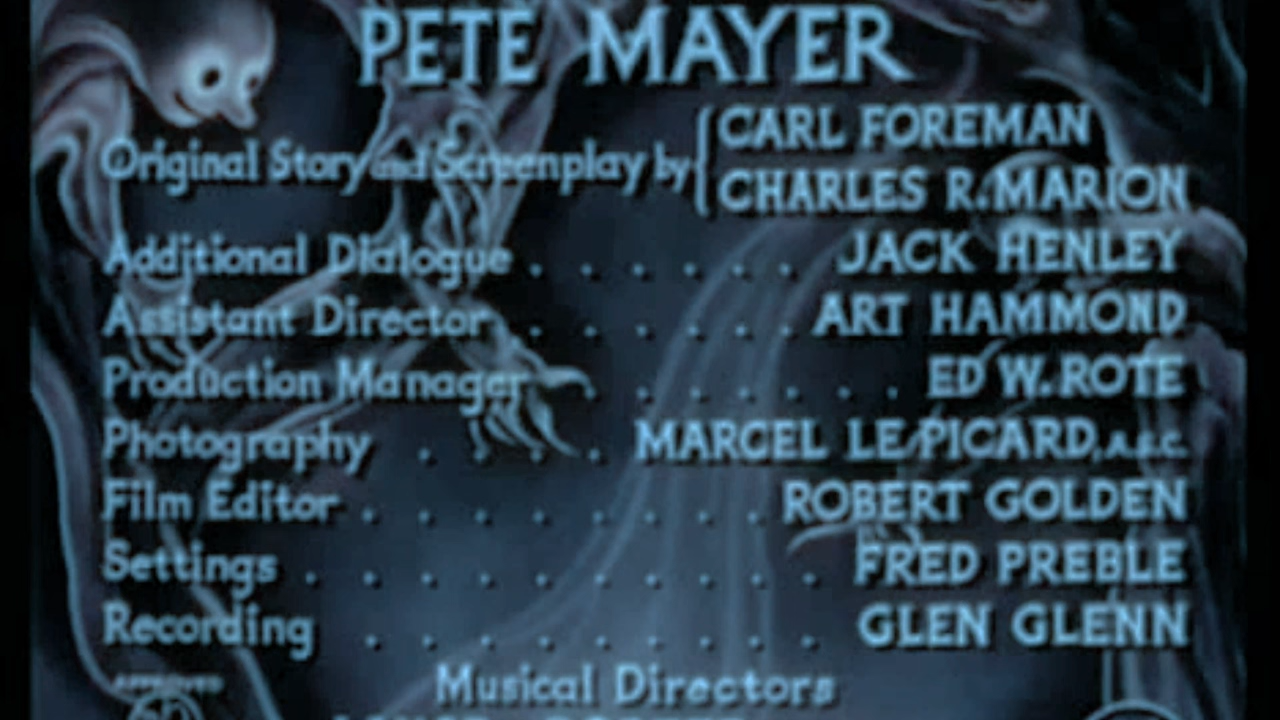 PETE MAYER
Original Story and Screenplay by CARL FOREMAN
CHARLES R. MARION
Additional Dialogue . . . . . . JACK HENLEY
Assistant Director . . . . . . ART HAMMOND
Production Manager . . . . . . . ED W. ROTE
Photography . . . . MARCEL LE PICARD, A.S.C.
Film Editor . . . . . . . . ROBERT GOLDEN
Settings . . . . . . . . . FRED PREBLE
Recording . . . . . . . . GLEN GLENN
Musical Directors
APPROVED